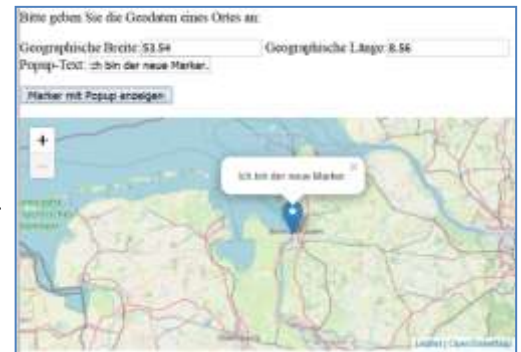 Bitte geben Sie die Geodaten eines Ortes an:
Geographische Breite: 53.54 Geographische Länge: 8.56
Popup-Text: ch bin der neue Marker.
Marker mit Popup anzeigen
+
−
Ich bin der neue Marker ×
Leaflet | OpenStreetMap